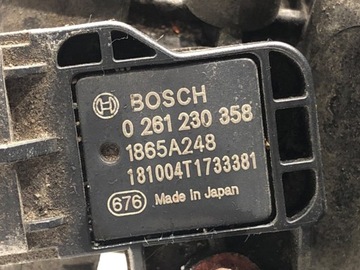 BOSCH
0 261 230 358
1865A248
181004T1733381
676 Made in Japan